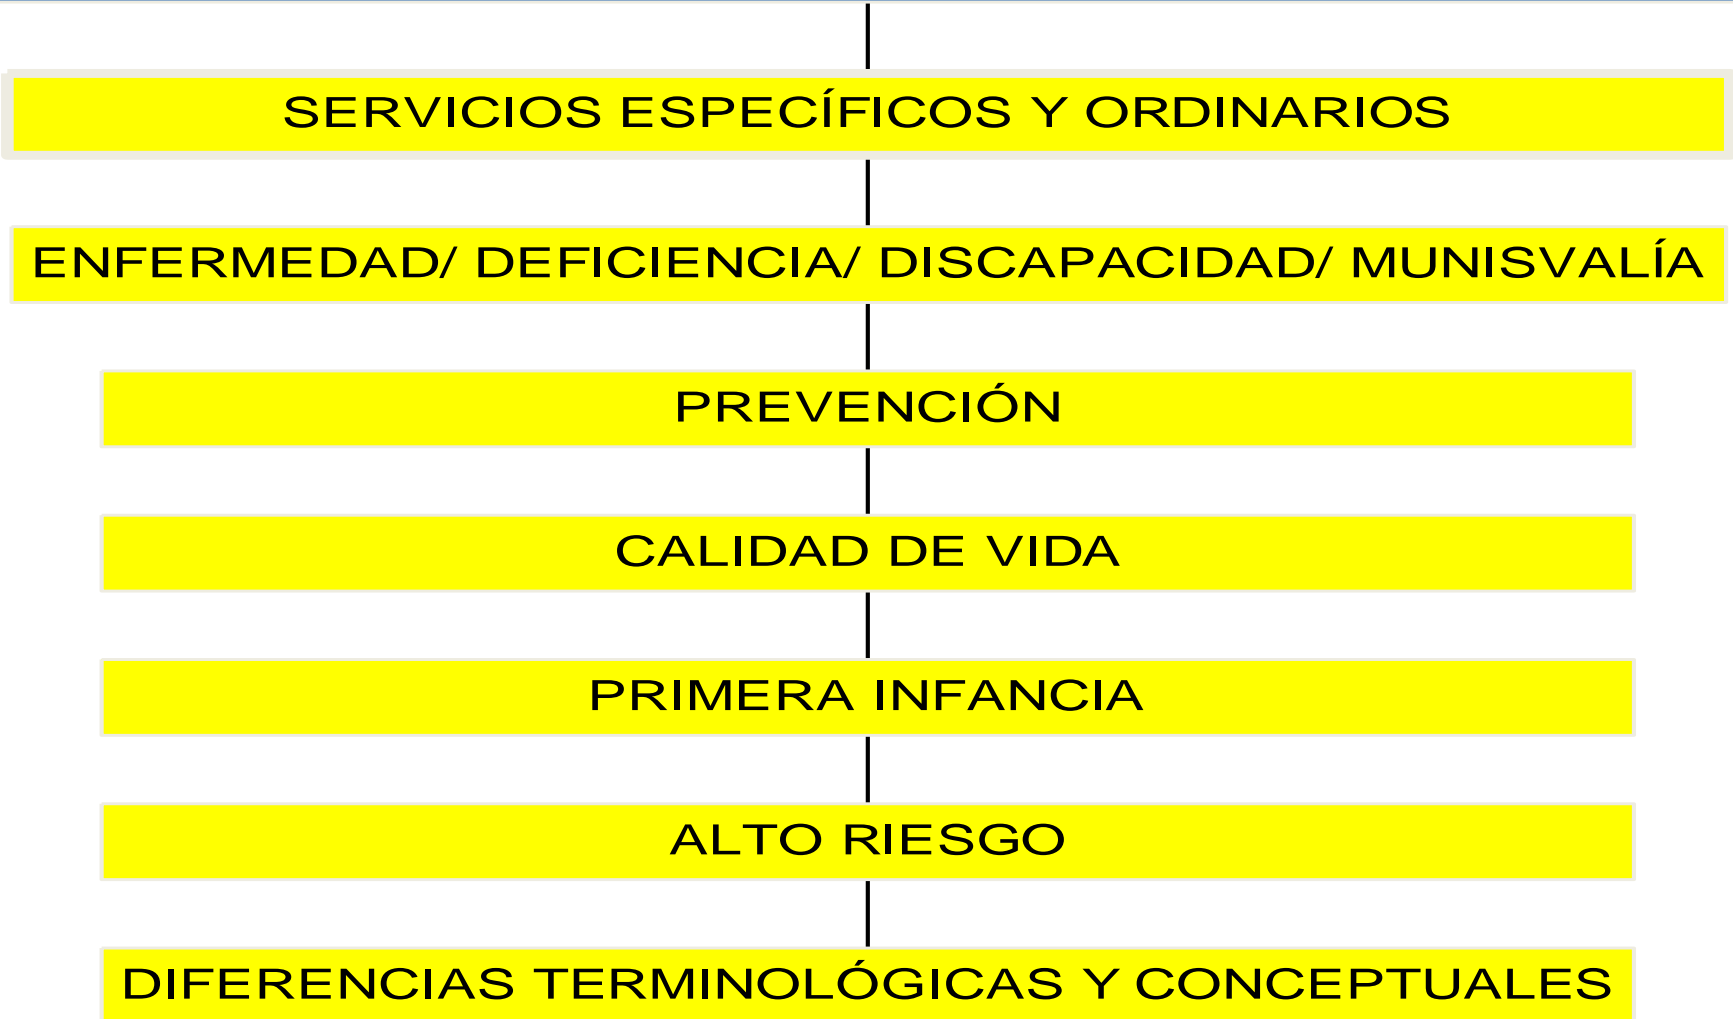 SERVICIOS ESPECÍFICOS Y ORDINARIOS
ENFERMEDAD/ DEFICIENCIA/ DISCAPACIDAD/ MUNISVALÍA
PREVENCIÓN
CALIDAD DE VIDA
PRIMERA INFANCIA
ALTO RIESGO
DIFERENCIAS TERMINOLÓGICAS Y CONCEPTUALES